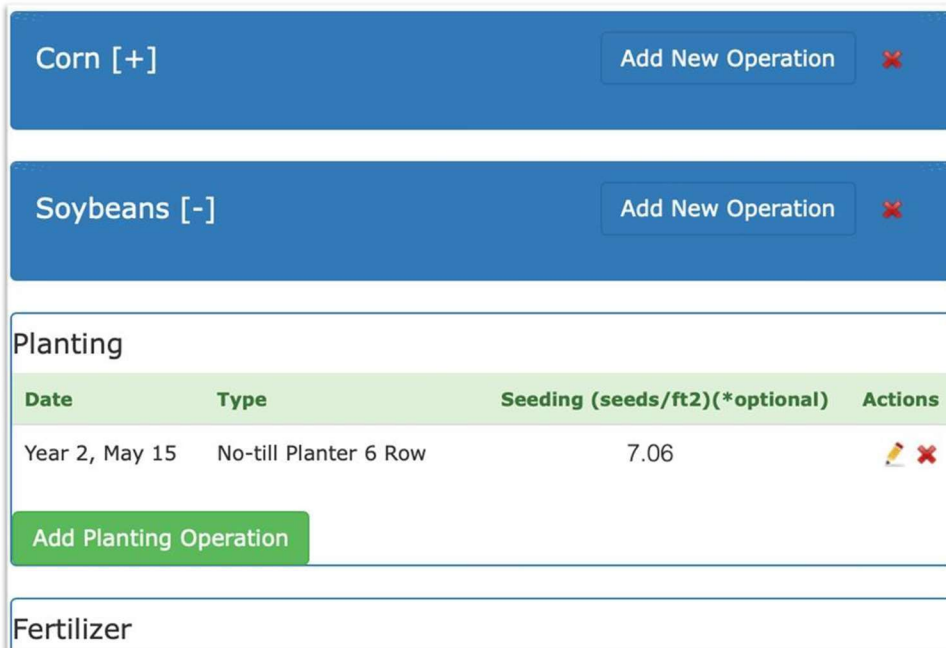 Corn [+] Add New Operation
Soybeans [-] Add New Operation
Planting
Date Type Seeding (seeds/ft2)(*optional) Actions
Year 2, May 15 No-till Planter 6 Row 7.06
Add Planting Operation
Fertilizer